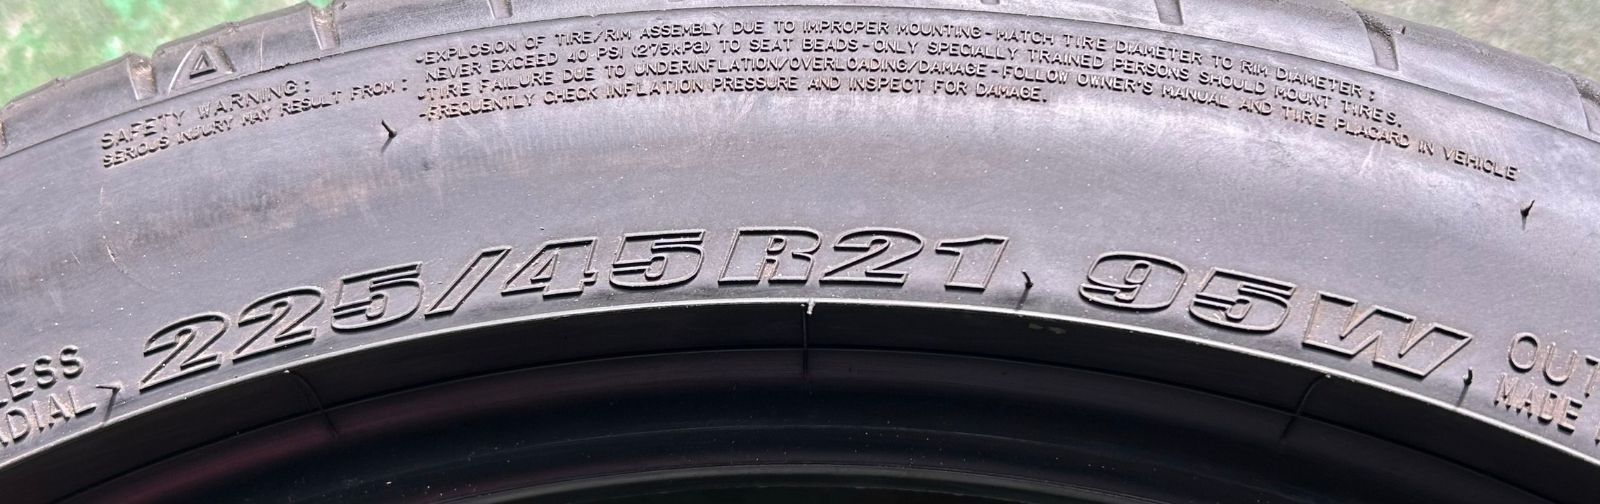 SAFETY WARNING:
SERIOUS INJURY MAY RESULT FROM:
•EXPLOSION OF TIRE/RIM ASSEMBLY DUE TO IMPROPER MOUNTING-MATCH TIRE DIAMETER TO RIM DIAMETER;
NEVER EXCEED 40 PSI (275kPa) TO SEAT BEADS-ONLY SPECIALLY TRAINED PERSONS SHOULD MOUNT TIRES.
•TIRE FAILURE DUE TO UNDERINFLATION/OVERLOADING/DAMAGE-FOLLOW OWNER'S MANUAL AND TIRE PLACARD IN VEHICLE
-FREQUENTLY CHECK INFLATION PRESSURE AND INSPECT FOR DAMAGE.
225/45R21 95W
LESS
ADIAL
OUT
MADE